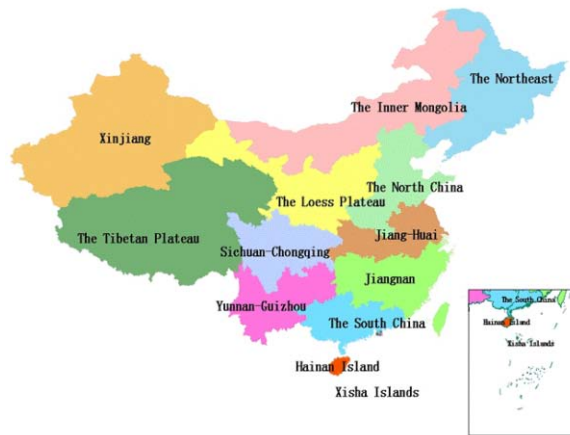 The Northeast
The Inner Mongolia
Xinjiang
The North China
The Loess Plateau
The Tibetan Plateau
Jiang-Huai
Sichuan-Chongqing
Jiangnan
Yunnan-Guizhou
The South China
Hainan Island
Xisha Islands
The South China
Hainan Island
Xisha Islands